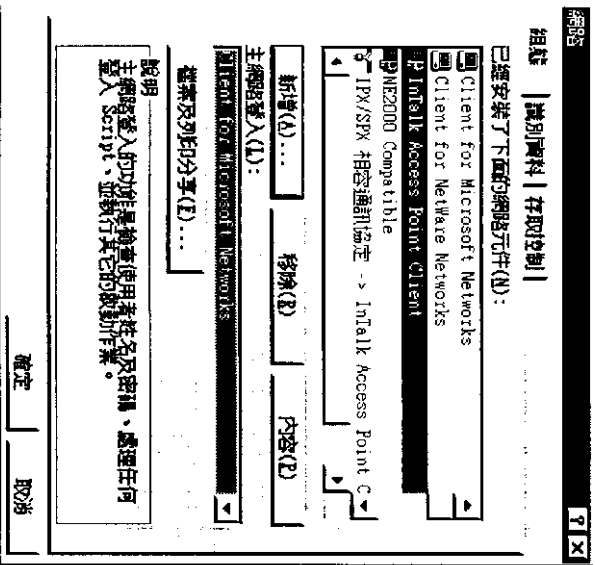 網路
組態 識別資料 存取控制
已經安裝了下面的網路元件(N):
Client for Microsoft Networks
Client for NetWare Networks
InTalk Access Point Client
NE2000 Compatible
IPX/SPX 相容通訊協定 -> InTalk Access Point C
新增(A)... 移除(R) 內容(P)
主網路登入(L):
Client for Microsoft Networks
檔案及列印分享(F)...
說明
主網路登入的功能是檢查使用者姓名及密碼、處理任何
登入 Script、並執行其它的啟動作業。
確定 取消